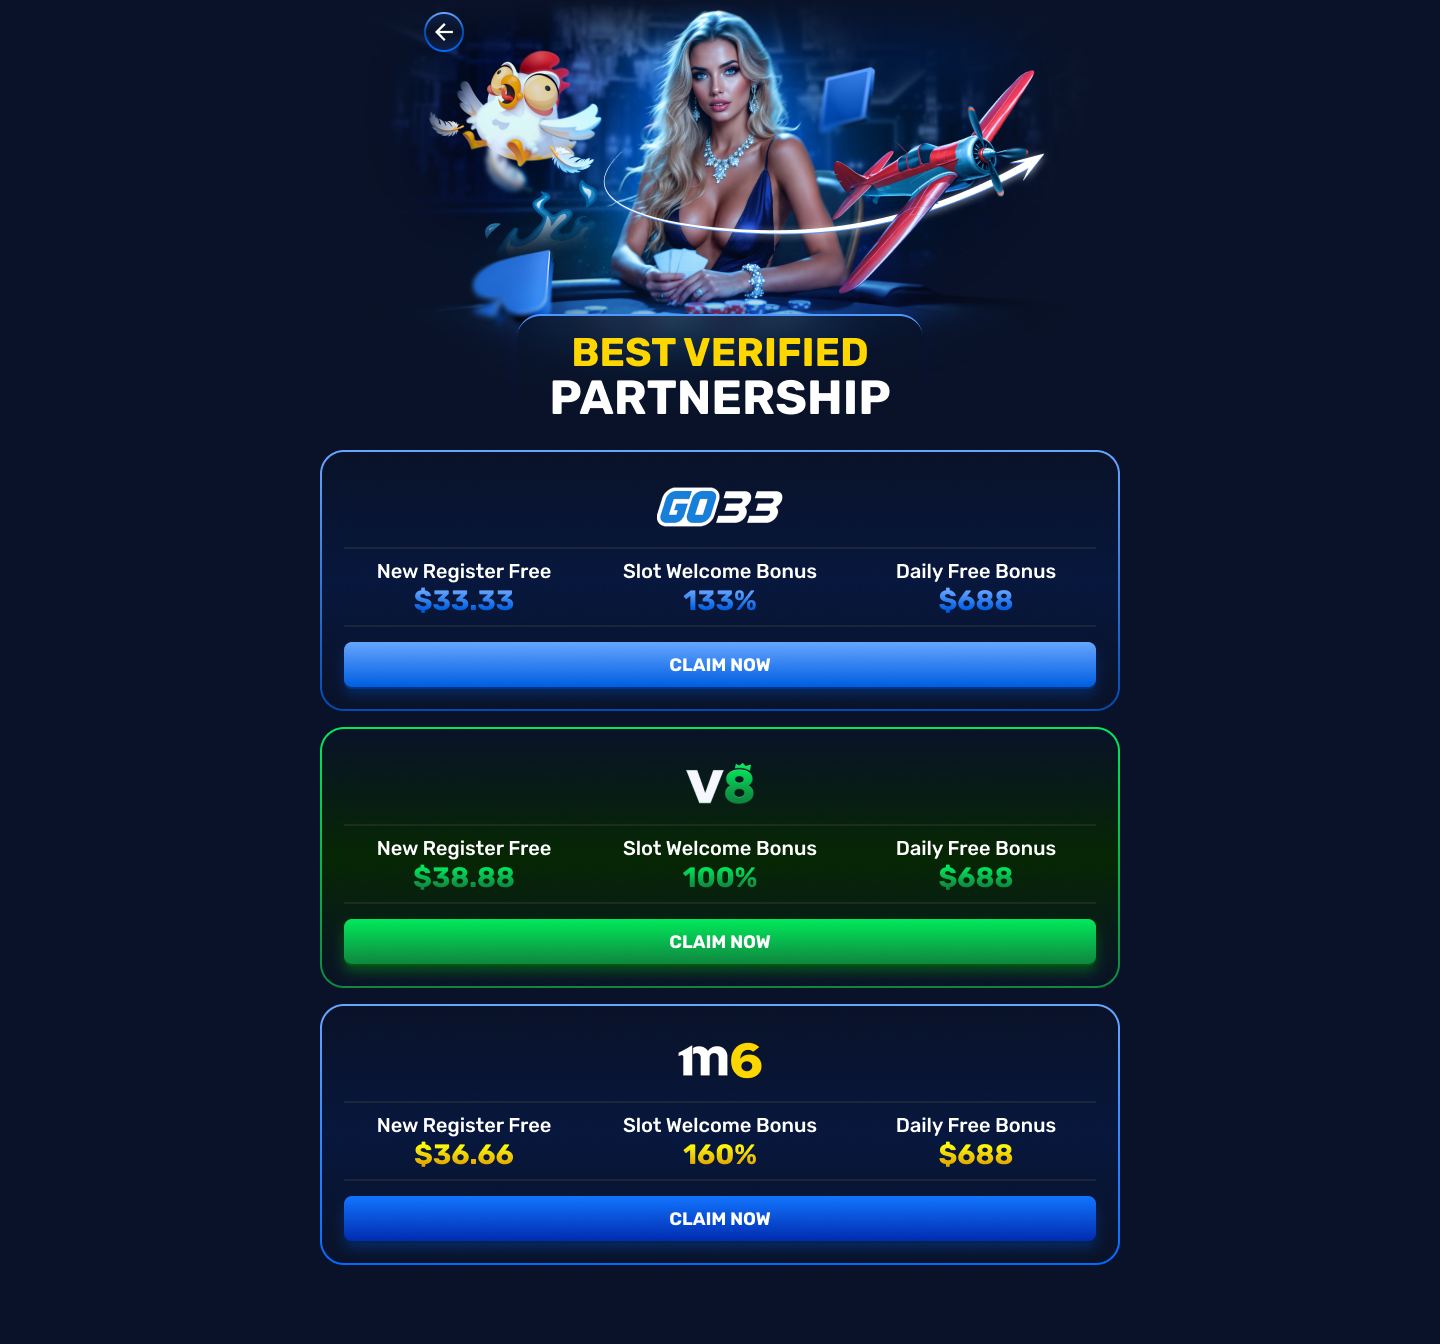 BEST VERIFIED
PARTNERSHIP
GO33
New Register Free
$33.33
Slot Welcome Bonus
133%
Daily Free Bonus
$688
CLAIM NOW
V8
New Register Free
$38.88
Slot Welcome Bonus
100%
Daily Free Bonus
$688
CLAIM NOW
m6
New Register Free
$36.66
Slot Welcome Bonus
160%
Daily Free Bonus
$688
CLAIM NOW